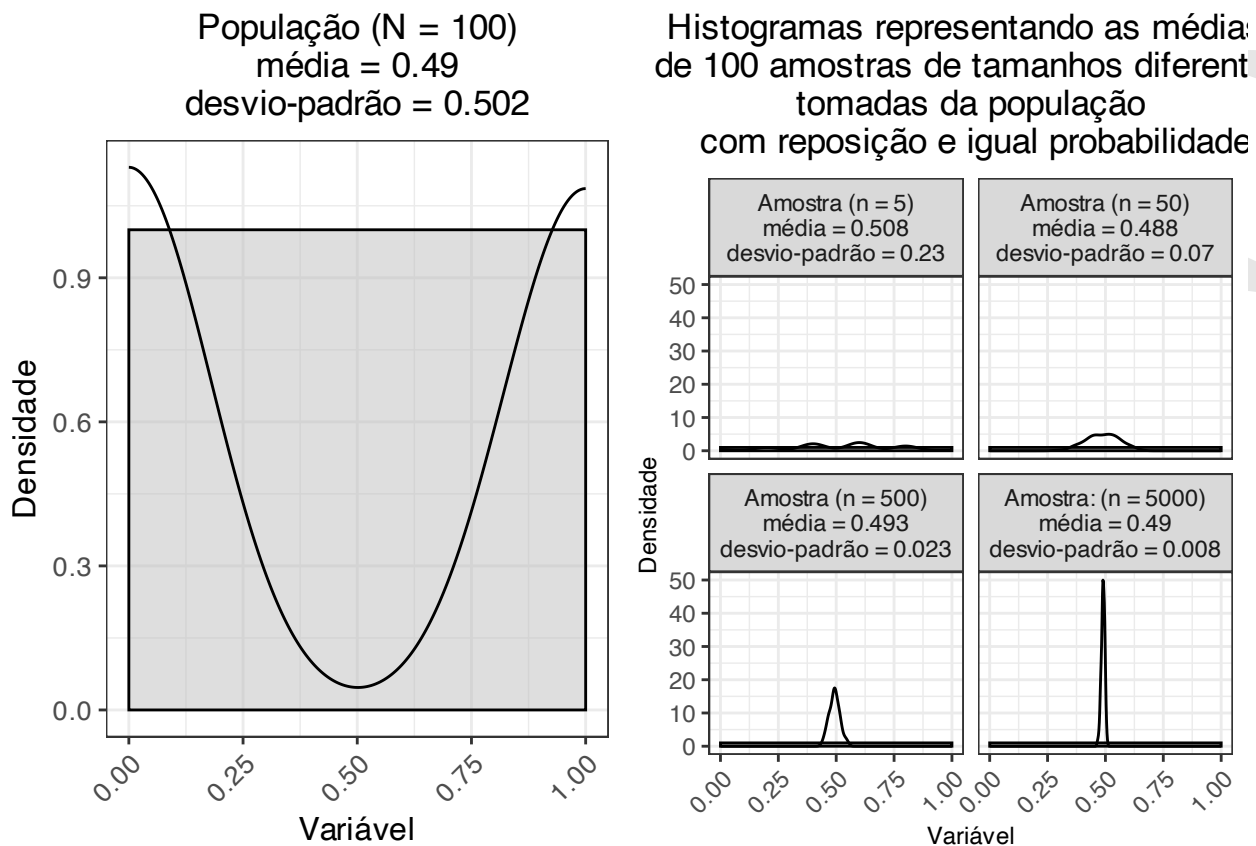 População (N = 100)
média = 0.49
desvio-padrão = 0.502
Densidade
0.9
0.6
0.3
0.0
0.00
0.25
0.50
0.75
1.00
Variável
Histogramas representando as médias
de 100 amostras de tamanhos diferent
tomadas da população
com reposição e igual probabilidade
Amostra (n = 5)
média = 0.508
desvio-padrão = 0.23
Amostra (n = 50)
média = 0.488
desvio-padrão = 0.07
50
40
30
20
10
0
Densidade
Amostra (n = 500)
média = 0.493
desvio-padrão = 0.023
Amostra: (n = 5000)
média = 0.49
desvio-padrão = 0.008
50
40
30
20
10
0
0.00
0.25
0.50
0.75
1.00
0.00
0.25
0.50
0.75
1.00
Variável